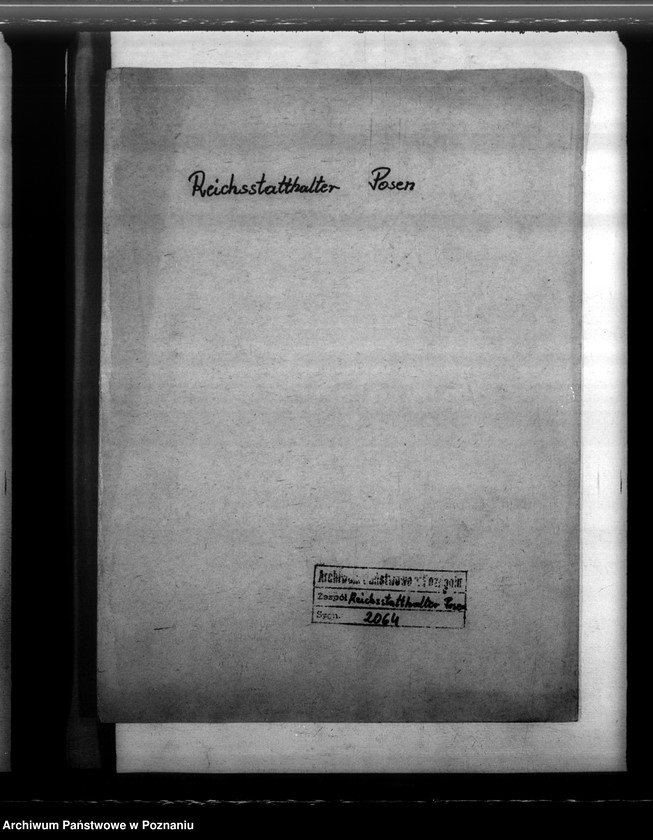 Reichsstatthalter Posen
Archiwum Państwowe w Poznaniu
Zespół Reichsstatthalter Posen
Sygn. 2064
Archiwum Państwowe w Poznaniu